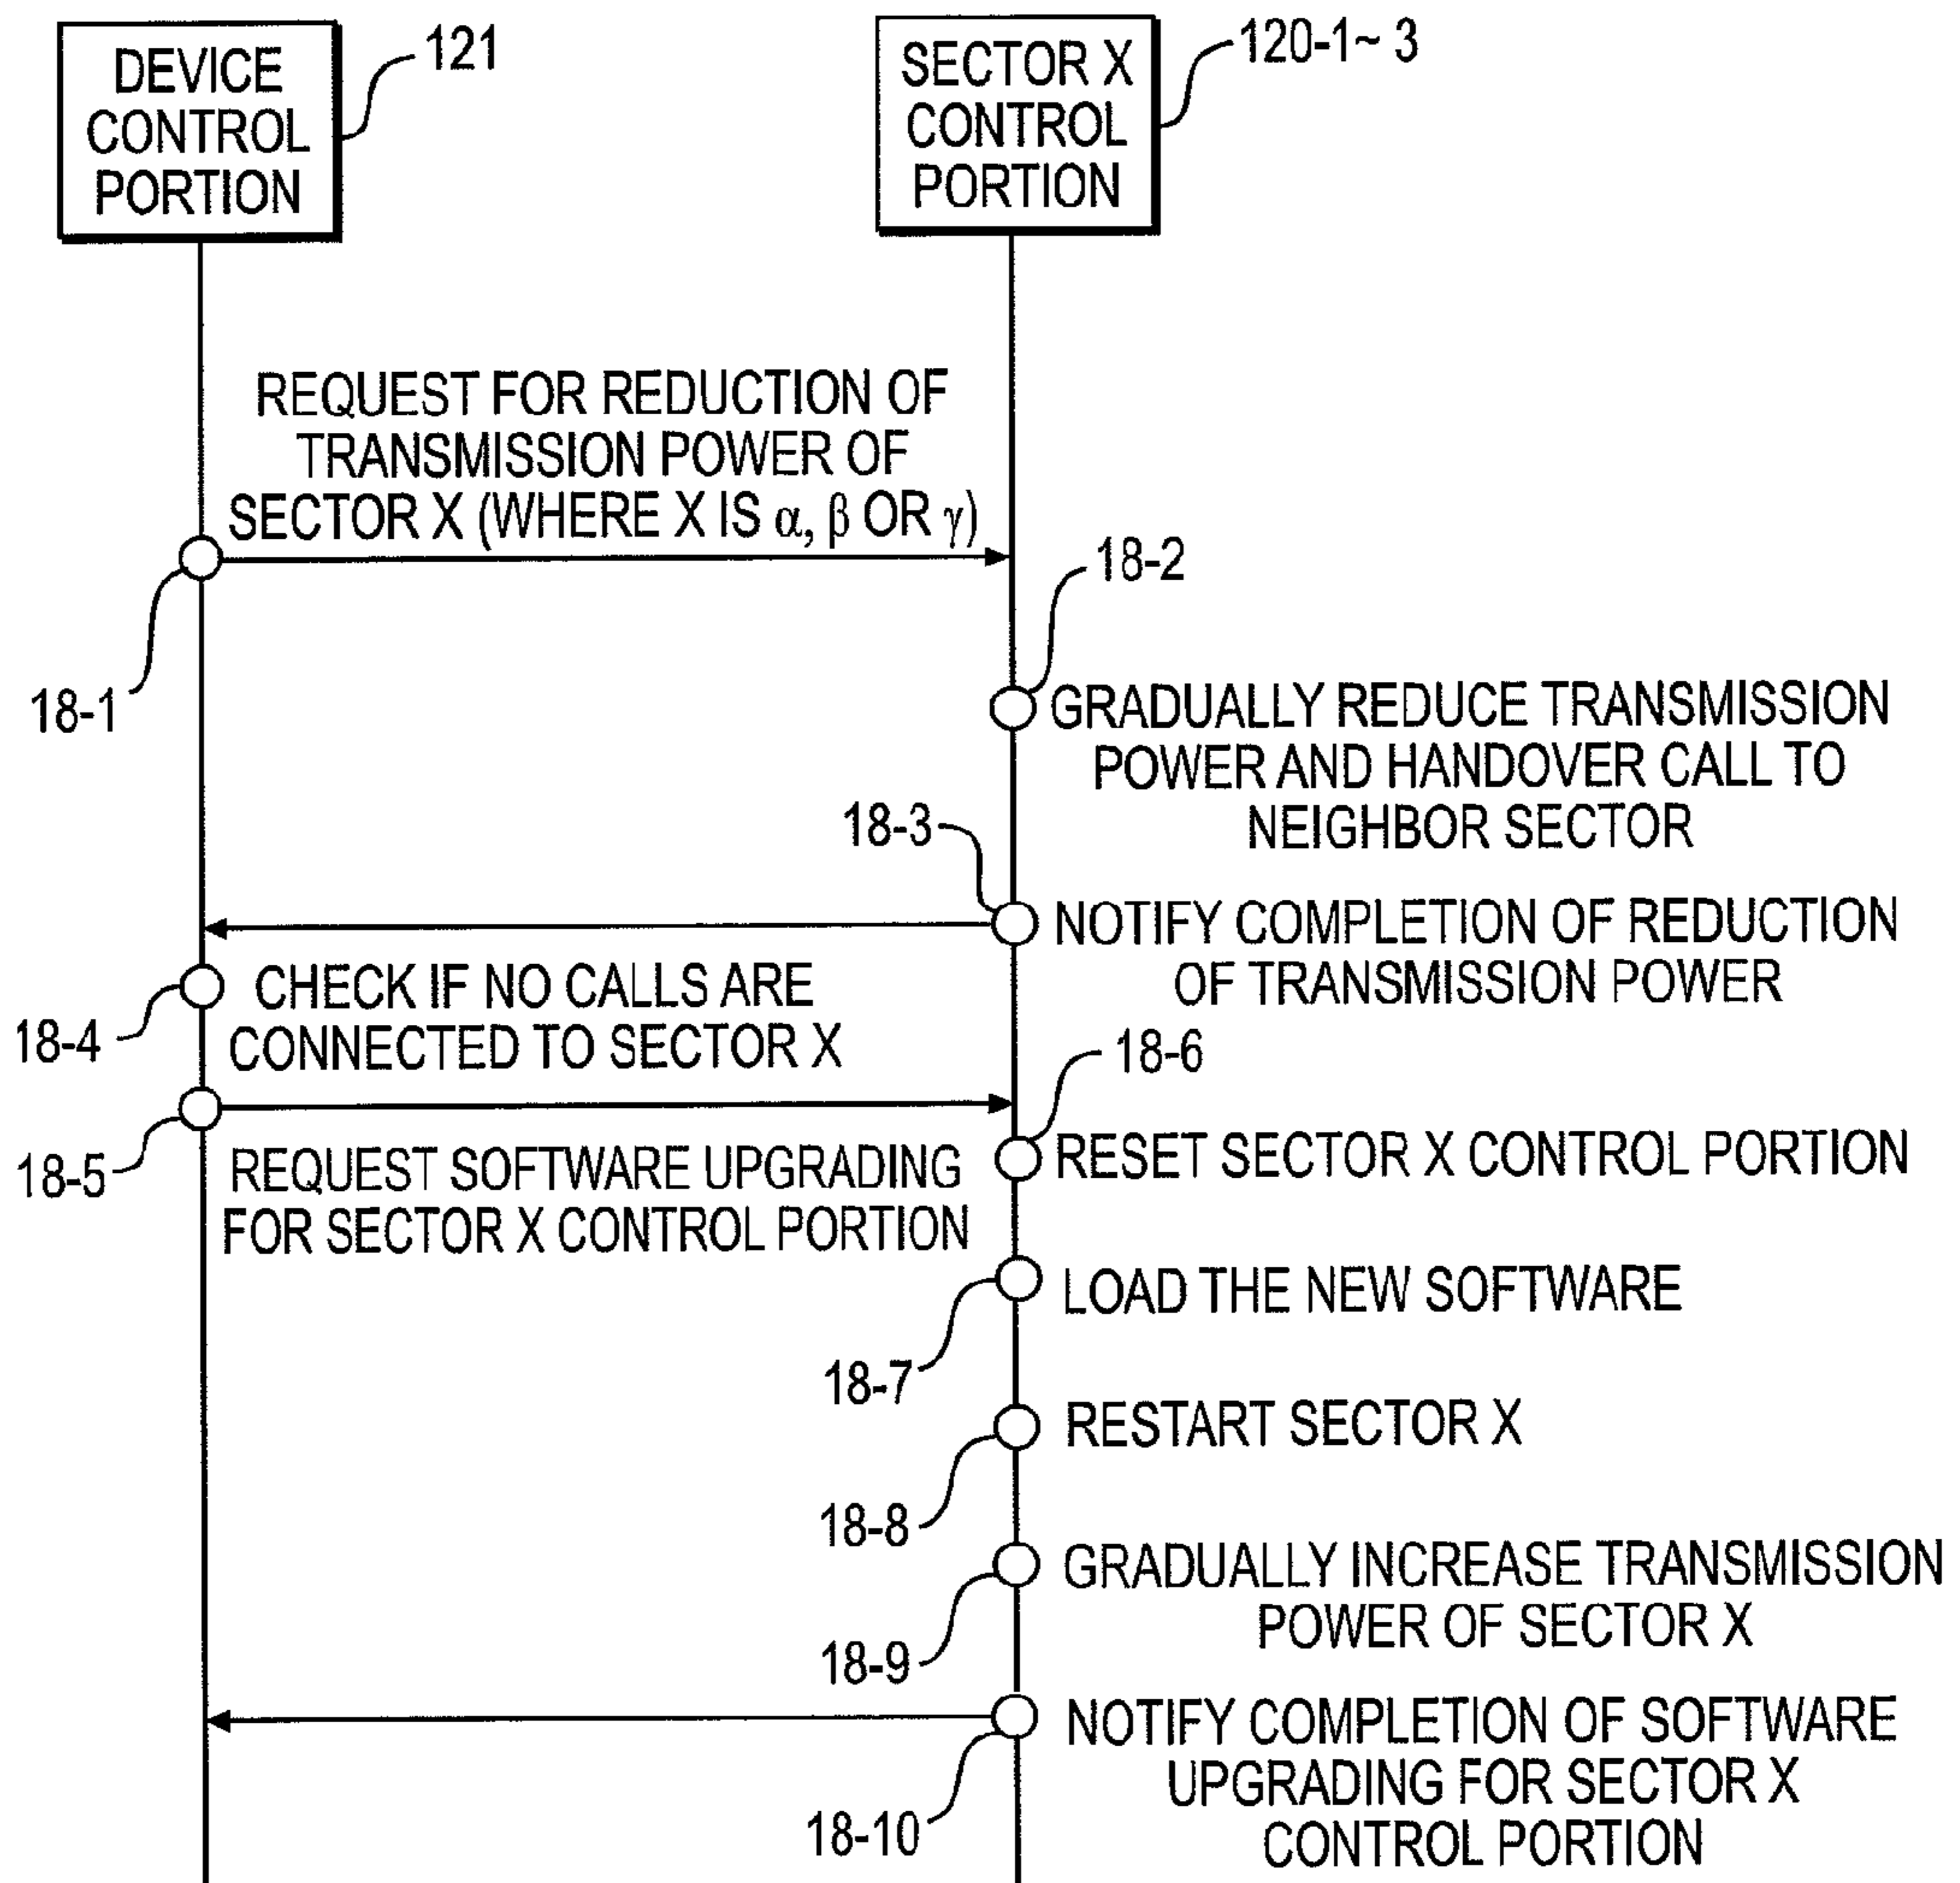 DEVICE
CONTROL
PORTION
121
SECTOR X
CONTROL
PORTION
120-1~ 3
REQUEST FOR REDUCTION OF
TRANSMISSION POWER OF
SECTOR X (WHERE X IS α, β OR γ)
18-1
18-2
GRADUALLY REDUCE TRANSMISSION
POWER AND HANDOVER CALL TO
NEIGHBOR SECTOR
18-3
NOTIFY COMPLETION OF REDUCTION
OF TRANSMISSION POWER
CHECK IF NO CALLS ARE
CONNECTED TO SECTOR X
18-4
18-5
REQUEST SOFTWARE UPGRADING
FOR SECTOR X CONTROL PORTION
18-6
RESET SECTOR X CONTROL PORTION
LOAD THE NEW SOFTWARE
18-7
RESTART SECTOR X
18-8
GRADUALLY INCREASE TRANSMISSION
POWER OF SECTOR X
18-9
NOTIFY COMPLETION OF SOFTWARE
UPGRADING FOR SECTOR X
CONTROL PORTION
18-10